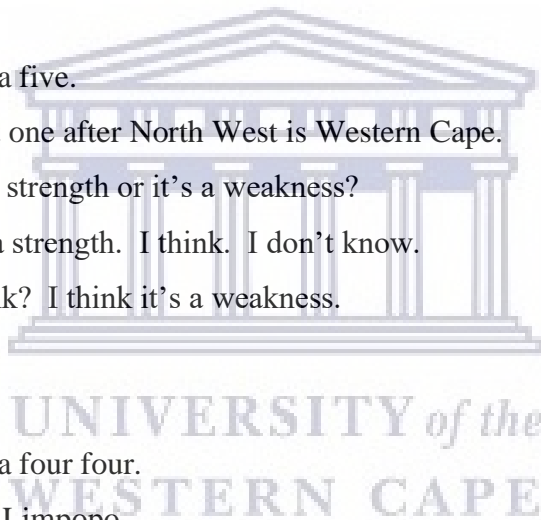 a five.
one after North West is Western Cape.
strength or it's a weakness?
a strength. I think. I don't know.
k? I think it's a weakness.
UNIVERSITY of the
a four four.
WESTERN CAPE
Limpopo